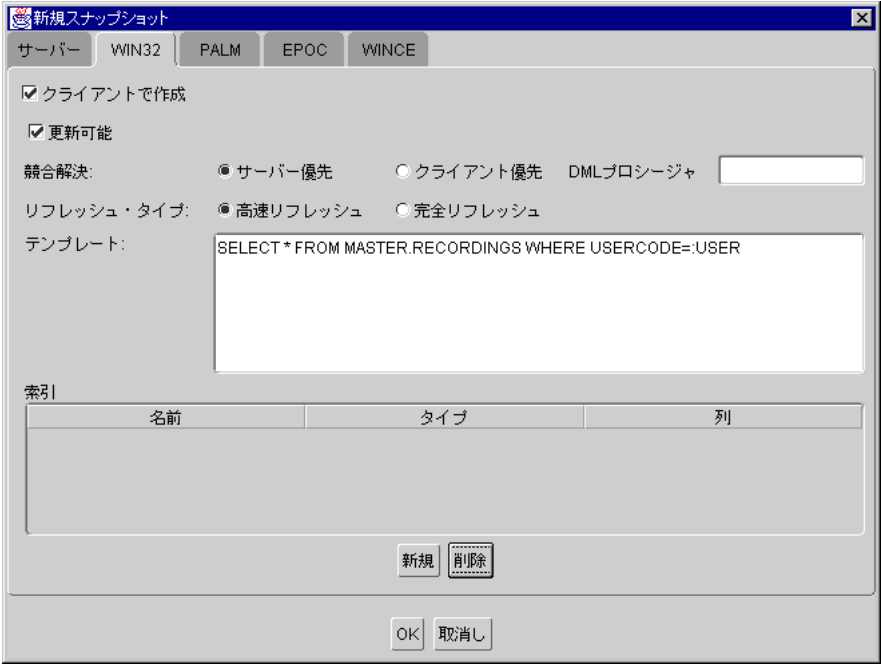 新規スナップショット
サーバー WIN32 PALM EPOC WINCE
クライアントで作成
更新可能
競合解決: サーバー優先 クライアント優先 DMLプロシージャ
リフレッシュ・タイプ: 高速リフレッシュ 完全リフレッシュ
テンプレート: SELECT * FROM MASTER.RECORDINGS WHERE USERCODE=:USER
索引
名前 タイプ 列
新規 削除
OK 取消し